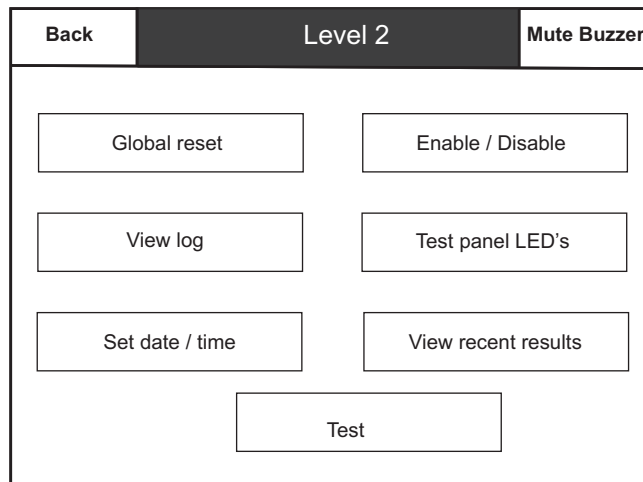 Back
Level 2
Mute Buzzer
Global reset
Enable / Disable
View log
Test panel LED's
Set date / time
View recent results
Test